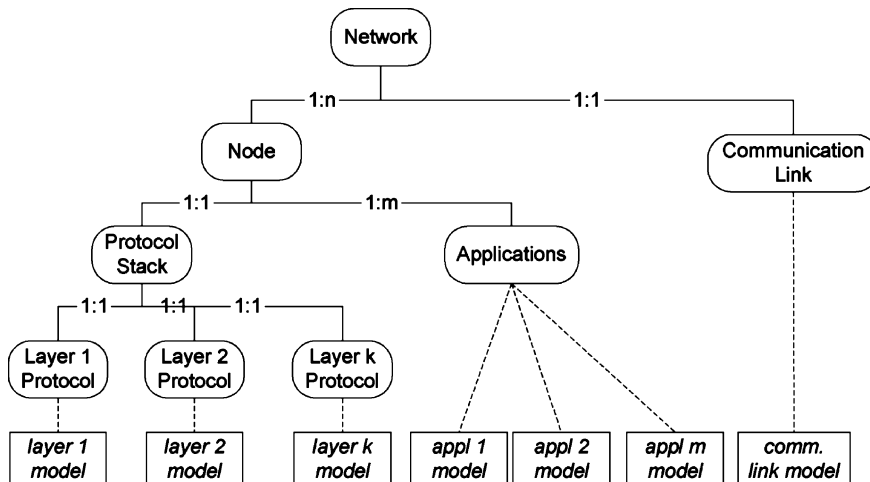 Network
1:n
1:1
Node
Communication
Link
1:1
1:m
Protocol
Stack
Applications
1:1
1:1
1:1
Layer 1
Protocol
Layer 2
Protocol
Layer k
Protocol
layer 1
model
layer 2
model
layer k
model
appl 1
model
appl 2
model
appl m
model
comm.
link model